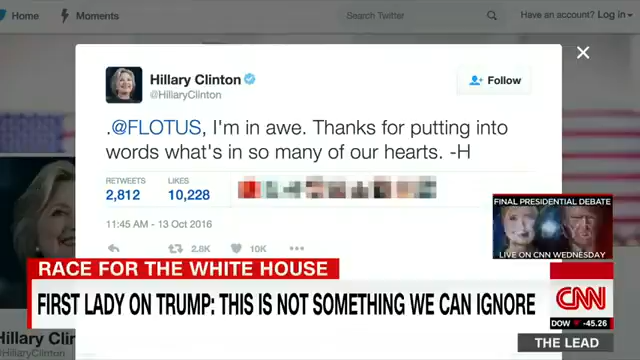 Home
Moments
Search Twitter
Have an account? Log in
Hillary Clinton
@HillaryClinton
Follow
.@FLOTUS, I'm in awe. Thanks for putting into
words what's in so many of our hearts. -H
RETWEETS
LIKES
2,812
10,228
11:45 AM - 13 Oct 2016
2.8K
10K
FINAL PRESIDENTIAL DEBATE
LIVE ON CNN WEDNESDAY
RACE FOR THE WHITE HOUSE
FIRST LADY ON TRUMP: THIS IS NOT SOMETHING WE CAN IGNORE
CNN
DOW ▼ -45.26
Hillary Clin
HillaryClinton
THE LEAD